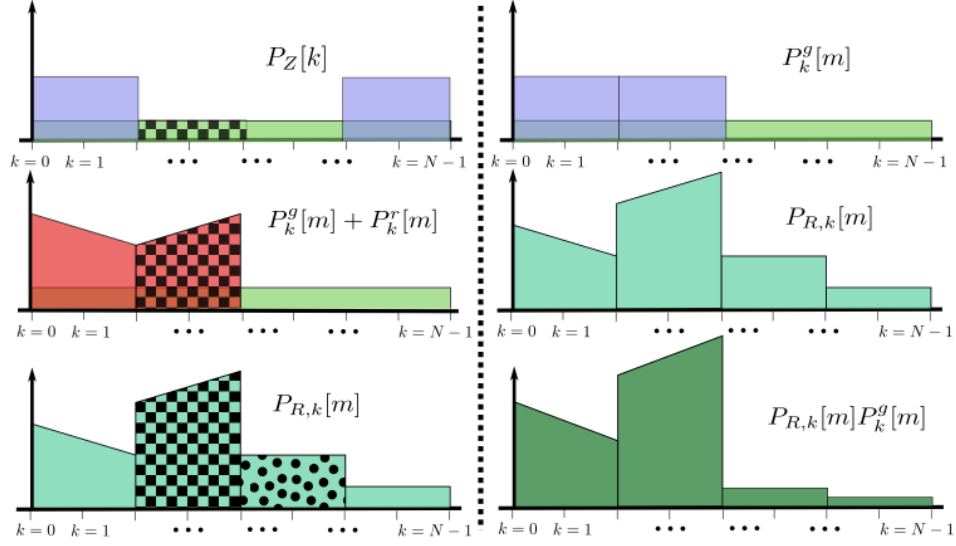 P_Z[k]
k = 0 k = 1 ••• ••• ••• k = N − 1
P_k^g[m] + P_k^r[m]
k = 0 k = 1 ••• ••• ••• k = N − 1
P_{R,k}[m]
k = 0 k = 1 ••• ••• ••• k = N − 1
P_k^g[m]
k = 0 k = 1 ••• ••• ••• k = N − 1
P_{R,k}[m]
k = 0 k = 1 ••• ••• ••• k = N − 1
P_{R,k}[m]P_k^g[m]
k = 0 k = 1 ••• ••• ••• k = N − 1